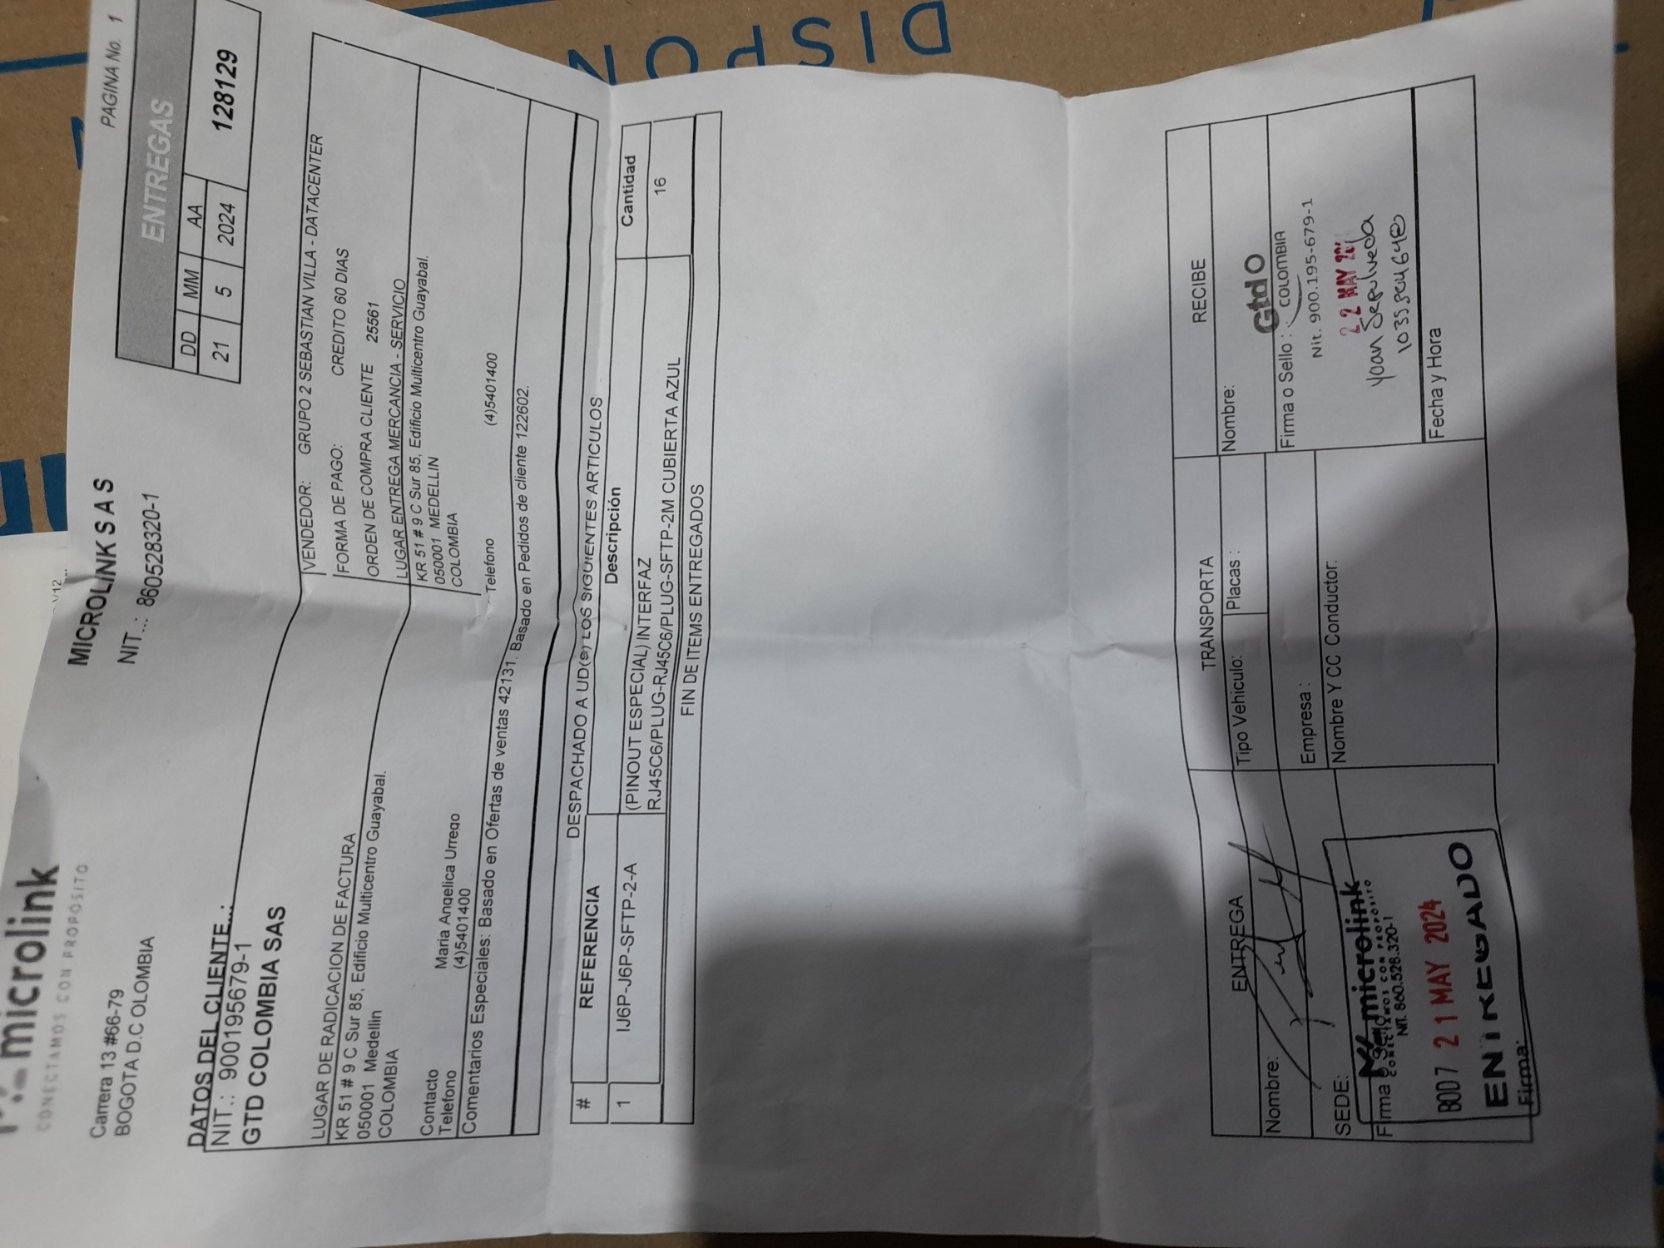 microlink
CONECTAMOS CON PROPOSITO
Carrera 13 #66-79
BOGOTA D.C OLOMBIA
MICROLINK S A S
NIT..: 860528320-1
PAGINA No. 1
ENTREGAS
DD MM AA
21 5 2024 128129
DATOS DEL CLIENTE..:
NIT.: 900195679-1
GTD COLOMBIA SAS
LUGAR DE RADICACION DE FACTURA
KR 51 # 9 C Sur 85, Edificio Multicentro Guayabal.
050001 Medellin
COLOMBIA
Contacto Maria Angelica Urrego
Telefono (4)5401400
VENDEDOR: GRUPO 2 SEBASTIAN VILLA - DATACENTER
FORMA DE PAGO: CREDITO 60 DIAS
ORDEN DE COMPRA CLIENTE 25561
LUGAR ENTREGA MERCANCIA - SERVICIO
KR 51 # 9 C Sur 85, Edificio Multicentro Guayabal.
050001 MEDELLIN
COLOMBIA
Telefono (4)5401400
Comentarios Especiales: Basado en Ofertas de ventas 42131. Basado en Pedidos de cliente 122602.
DESPACHADO A UD(s) LOS SIGUIENTES ARTICULOS
# REFERENCIA Descripción Cantidad
1 IJ6P-J6P-SFTP-2-A (PINOUT ESPECIAL) INTERFAZ 16
RJ45C6/PLUG-RJ45C6/PLUG-SFTP-2M CUBIERTA AZUL
FIN DE ITEMS ENTREGADOS
ENTREGA
Nombre:
SEDE:
Firma o Sello
microlink
CONECTAMOS CON PROPOSITO
NIT. 860.528.320-1
BOD7 21 MAY 2024
ENTREGADO
Firma:
TRANSPORTA
Tipo Vehiculo: Placas :
Empresa :
Nombre Y CC Conductor:
RECIBE
Nombre:
Gtd
Firma o Sello : COLOMBIA
Nit. 900.195-679-1
22 MAY
Yoan Sepulveda
Fecha y Hora